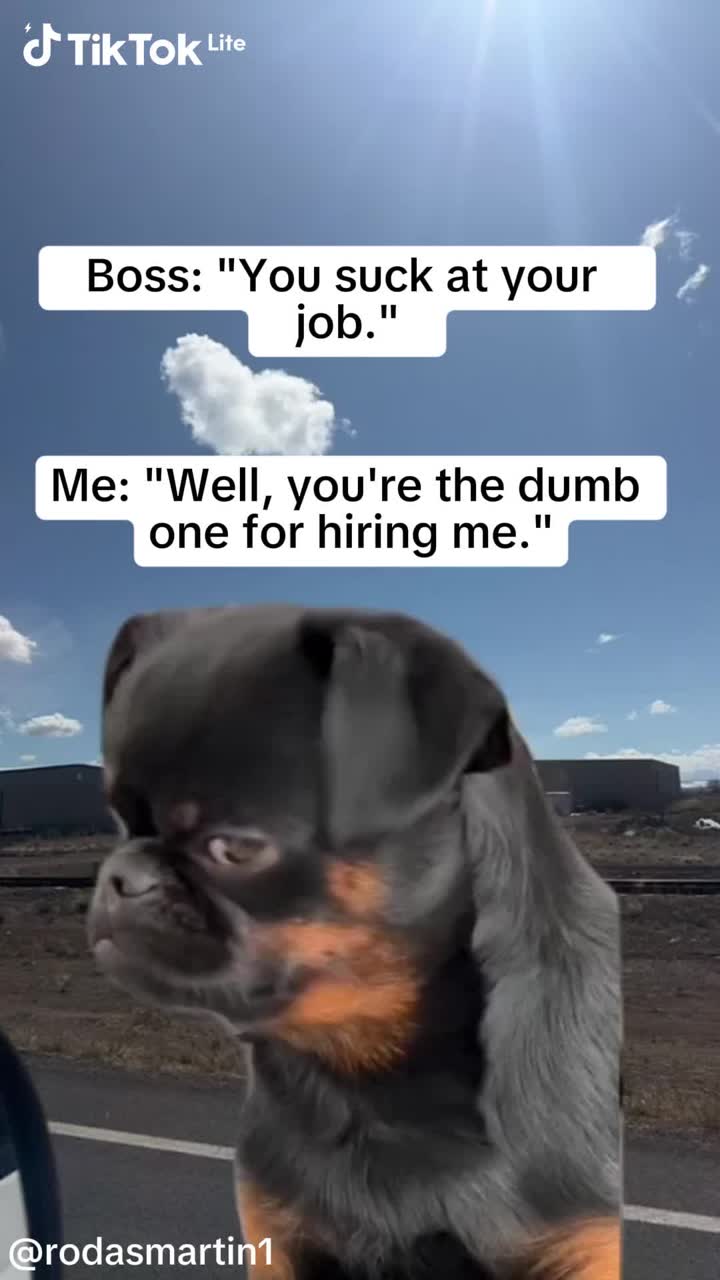 TikTok Lite
Boss: "You suck at your
job."
Me: "Well, you're the dumb
one for hiring me."
@rodasmartin1